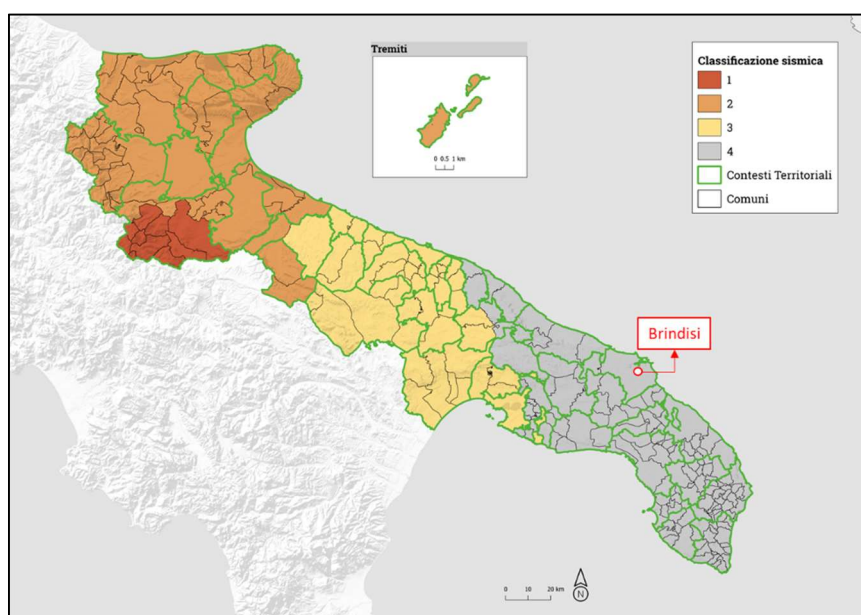 Tremiti
0 0.5 1 km
Classificazione sismica
1
2
3
4
Contesti Territoriali
Comuni
Brindisi
0 10 20 km
N